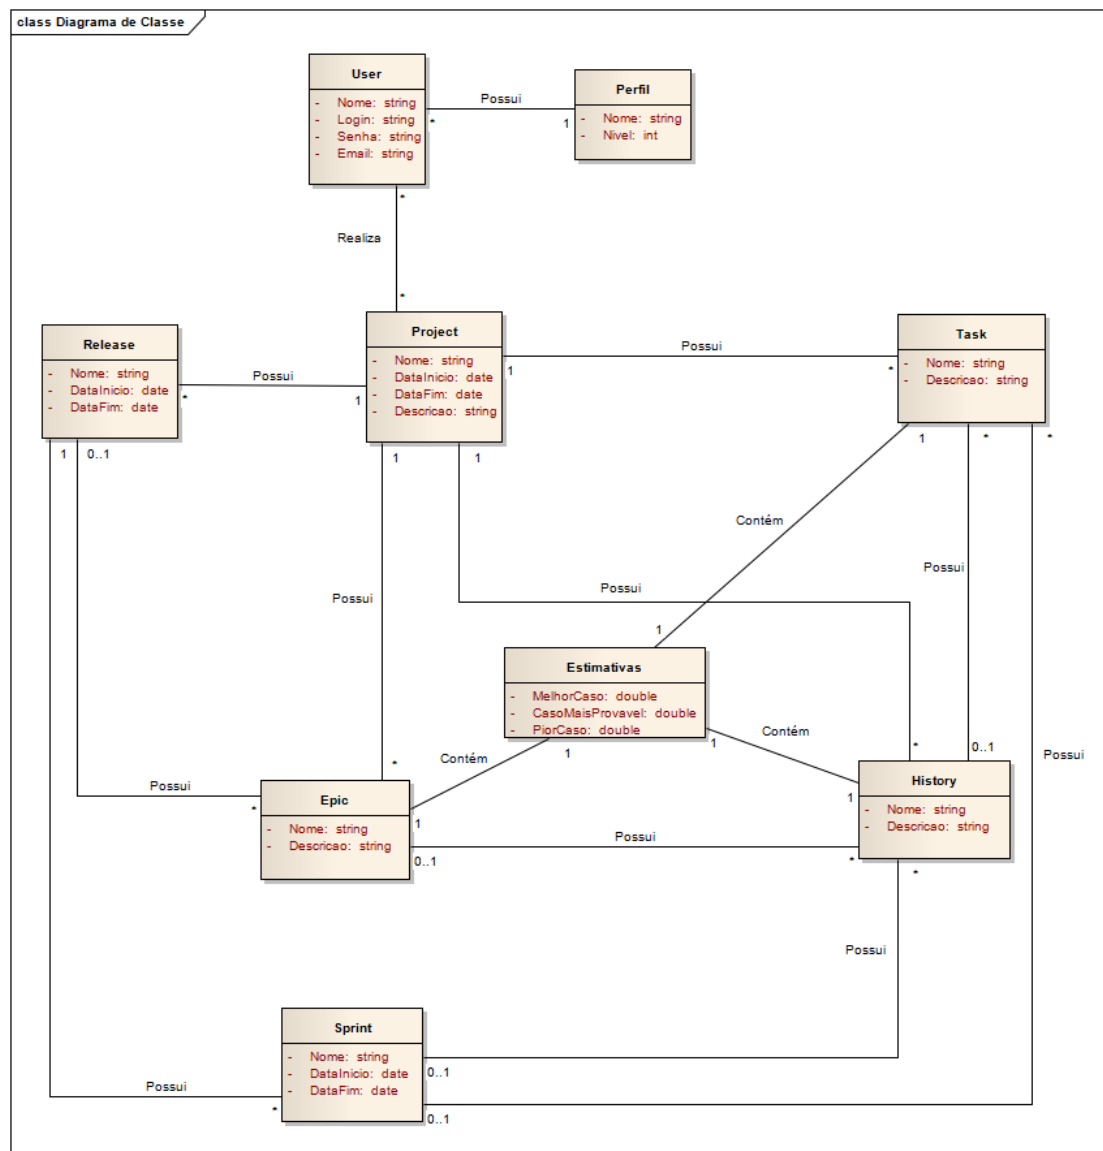 class Diagrama de Classe
User
- Nome: string
- Login: string
- Senha: string
- Email: string
Possui
*
1
Perfil
- Nome: string
- Nivel: int
*
Realiza
*
Release
- Nome: string
- DataInicio: date
- DataFim: date
Possui
*
1
Project
- Nome: string
- DataInicio: date
- DataFim: date
- Descricao: string
Possui
1
*
Task
- Nome: string
- Descricao: string
1
0..1
1
1
1
*
*
Contém
Possui
Possui
Possui
1
Estimativas
- MelhorCaso: double
- CasoMaisProvavel: double
- PiorCaso: double
1
1
Contém
Contém
*
0..1
Possui
*
Possui
*
Epic
- Nome: string
- Descricao: string
1
0..1
Possui
1
*
History
- Nome: string
- Descricao: string
*
Possui
Sprint
- Nome: string
- DataInicio: date
- DataFim: date
0..1
0..1
Possui
*